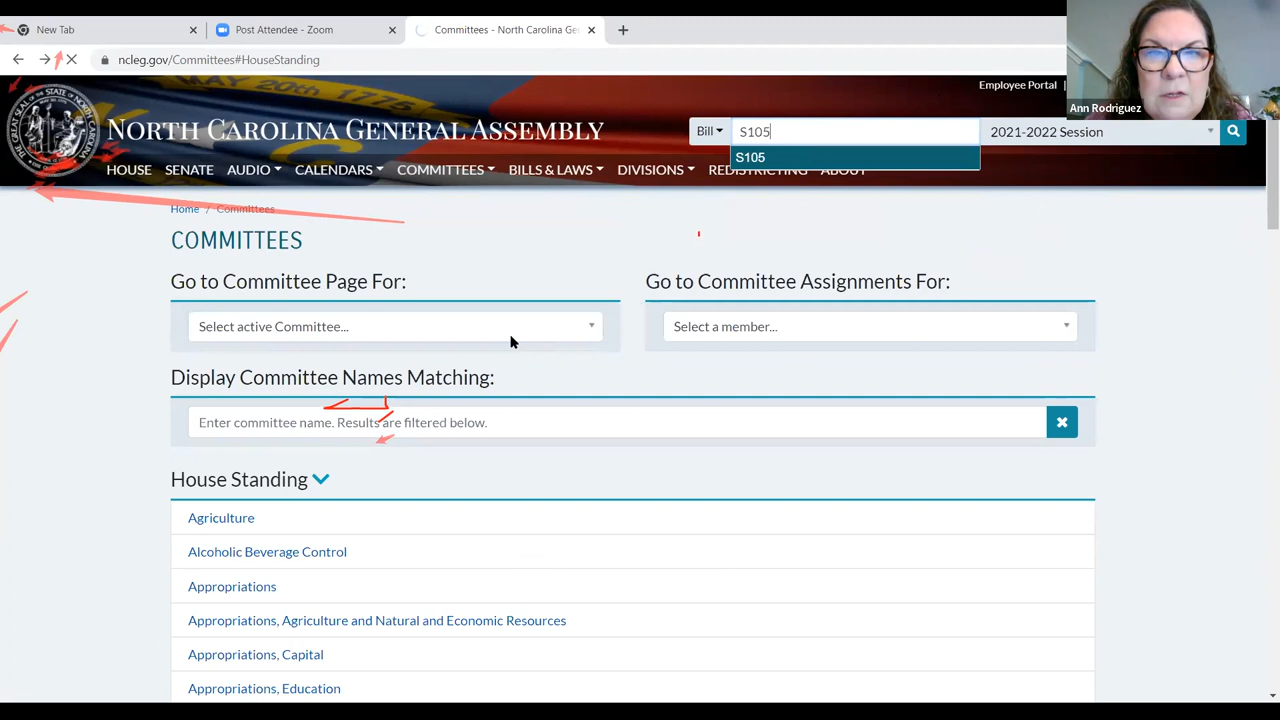 New Tab
Post Attendee - Zoom
Committees - North Carolina Ge
ncleg.gov/Committees#HouseStanding
Employee Portal
Ann Rodriguez
MAY 20th 1775
NORTH CAROLINA GENERAL ASSEMBLY
Bill
S105
2021-2022 Session
S105
HOUSE SENATE AUDIO CALENDARS COMMITTEES BILLS & LAWS DIVISIONS REDISTRICTING ABOUT
Home / Committees
COMMITTEES
Go to Committee Page For:
Go to Committee Assignments For:
Select active Committee...
Select a member...
Display Committee Names Matching:
Enter committee name. Results are filtered below.
House Standing
Agriculture
Alcoholic Beverage Control
Appropriations
Appropriations, Agriculture and Natural and Economic Resources
Appropriations, Capital
Appropriations, Education